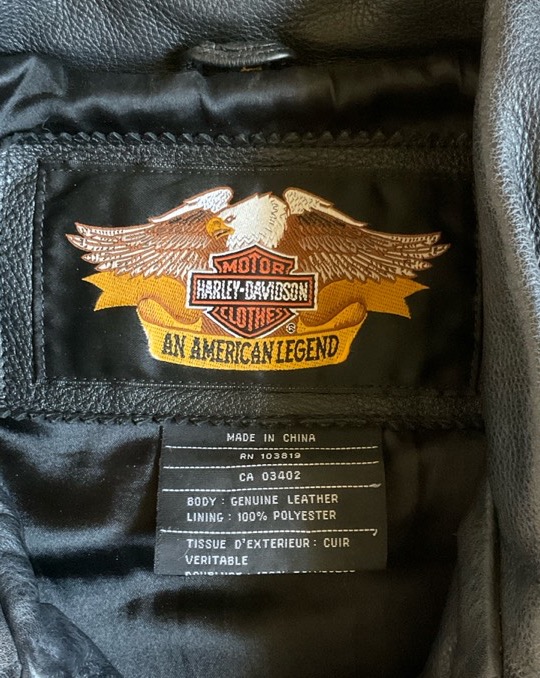 MOTOR
HARLEY-DAVIDSON
CLOTHES
®
AN AMERICAN LEGEND
MADE IN CHINA
RN 103819
CA 03402
BODY : GENUINE LEATHER
LINING : 100% POLYESTER
TISSUE D'EXTERIEUR : CUIR
VERITABLE